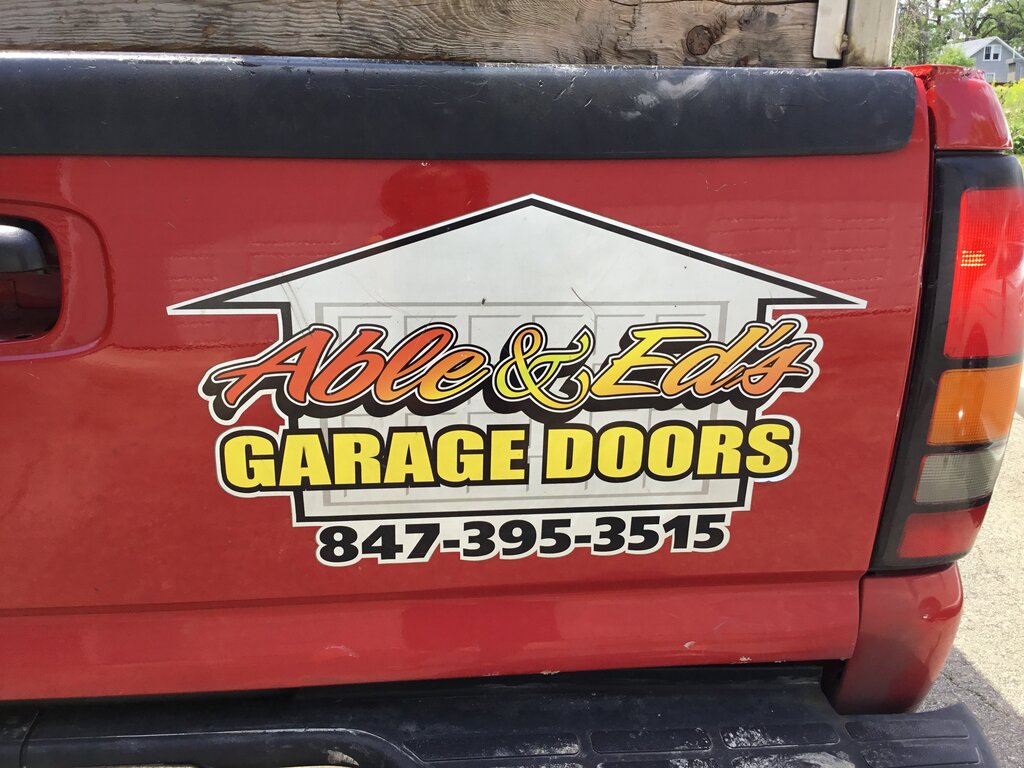 Able & Ed's
GARAGE DOORS
847-395-3515